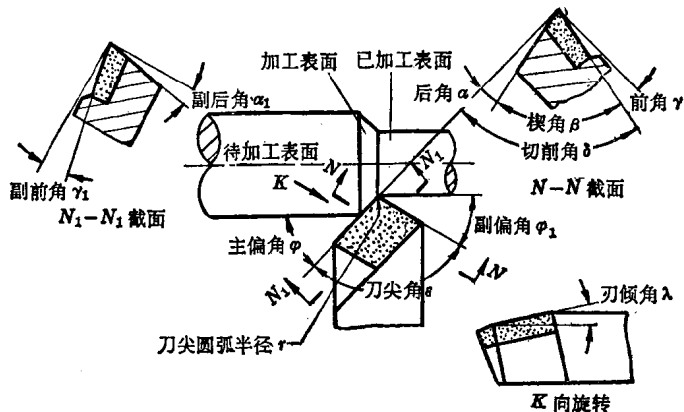 加工表面
已加工表面
后角α
前角γ
楔角β
切削角δ
N–N 截面
副后角α₁
副前角γ₁
N₁–N₁ 截面
待加工表面
K
N
N₁
主偏角φ
副偏角φ₁
N₁
刀尖角ε
N
刀尖圆弧半径r
刃倾角λ
K 向旋转